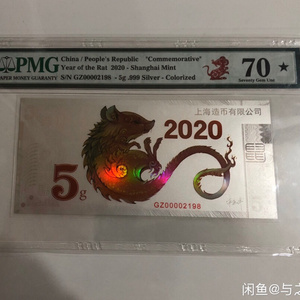 PMG
PAPER MONEY GUARANTY
China / People's Republic "Commemorative"
Year of the Rat 2020 - Shanghai Mint
S/N GZ00002198 - 5g .999 Silver - Colorized
70 ★
Seventy Gem Unc
上海造币有限公司
2020
5g
GZ00002198
闲鱼@与之